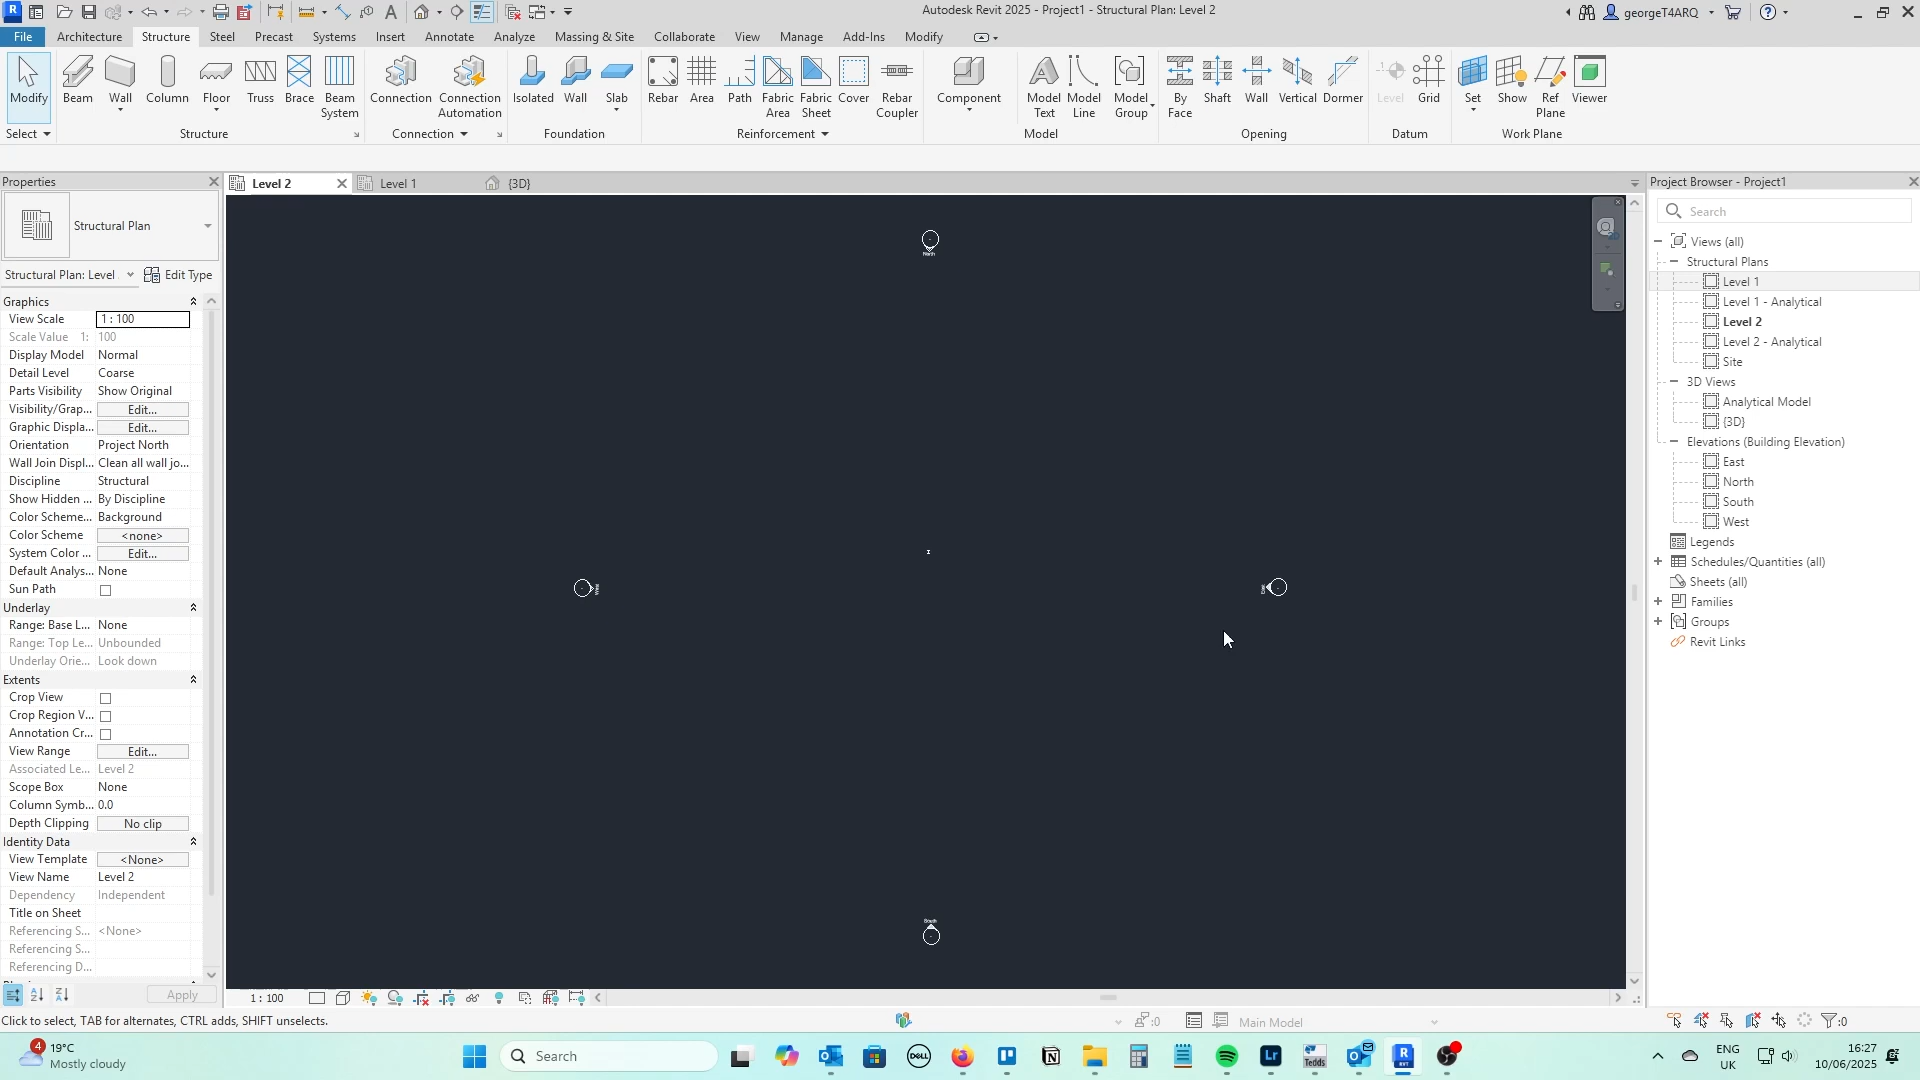 Autodesk Revit 2025 - Project1 - Structural Plan: Level 2
georgeT4ARQ
File Architecture Structure Steel Precast Systems Insert Annotate Analyze Massing & Site Collaborate View Manage Add-Ins Modify
Modify Beam Wall Column Floor Truss Brace Beam System Connection Connection Automation Isolated Wall Slab Rebar Area Path Fabric Area Fabric Sheet Cover Rebar Coupler Component Model Text Model Line Model Group By Face Shaft Wall Vertical Dormer Level Grid Set Show Ref Plane Viewer
Select Structure Connection Foundation Reinforcement Model Opening Datum Work Plane
Properties
Structural Plan
Structural Plan: Level
Edit Type
Graphics
View Scale 1 : 100
Scale Value 1: 100
Display Model Normal
Detail Level Coarse
Parts Visibility Show Original
Visibility/Grap... Edit...
Graphic Displa... Edit...
Orientation Project North
Wall Join Displ... Clean all wall jo...
Discipline Structural
Show Hidden ... By Discipline
Color Scheme... Background
Color Scheme <none>
System Color ... Edit...
Default Analys... None
Sun Path
Underlay
Range: Base L... None
Range: Top Le... Unbounded
Underlay Orie... Look down
Extents
Crop View
Crop Region V...
Annotation Cr...
View Range Edit...
Associated Le... Level 2
Scope Box None
Column Symb... 0.0
Depth Clipping No clip
Identity Data
View Template <None>
View Name Level 2
Dependency Independent
Title on Sheet
Referencing S... <None>
Referencing S...
Referencing D...
Apply
Level 2
Level 1
{3D}
North
West
East
South
1 : 100
Project Browser - Project1
Search
Views (all)
Structural Plans
Level 1
Level 1 - Analytical
Level 2
Level 2 - Analytical
Site
3D Views
Analytical Model
{3D}
Elevations (Building Elevation)
East
North
South
West
Legends
Schedules/Quantities (all)
Sheets (all)
Families
Groups
Revit Links
Click to select, TAB for alternates, CTRL adds, SHIFT unselects.
:0
Main Model
:0
4
19°C
Mostly cloudy
Search
DELL
Lr
Tedds
R
RVT
ENG
UK
16:27
10/06/2025